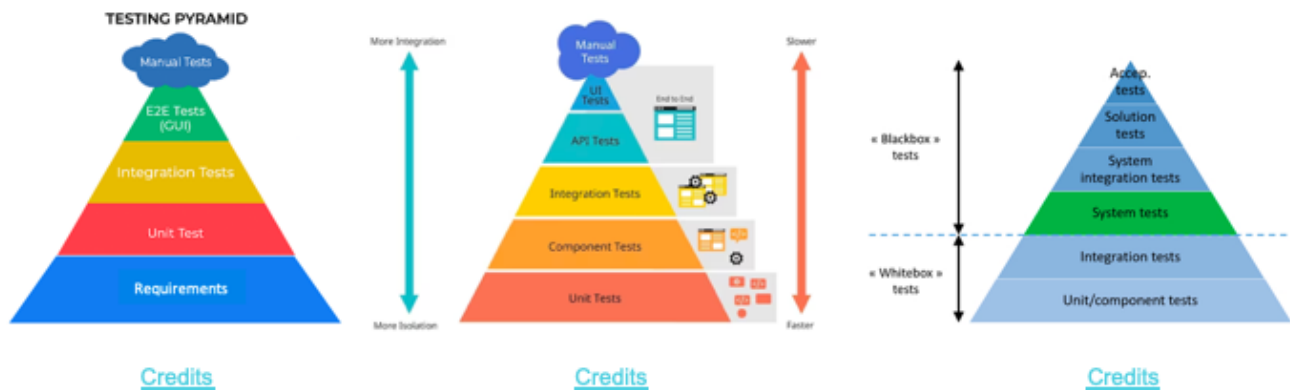 TESTING PYRAMID
Manual Tests
E2E Tests
(GUI)
Integration Tests
Unit Test
Requirements
Credits
More Integration
More Isolation
Manual
Tests
UI
Tests
API Tests
Integration Tests
Component Tests
Unit Tests
End to End
Slower
Faster
Credits
« Blackbox »
tests
« Whitebox »
tests
Accep.
tests
Solution
tests
System
integration tests
System tests
Integration tests
Unit/component tests
Credits